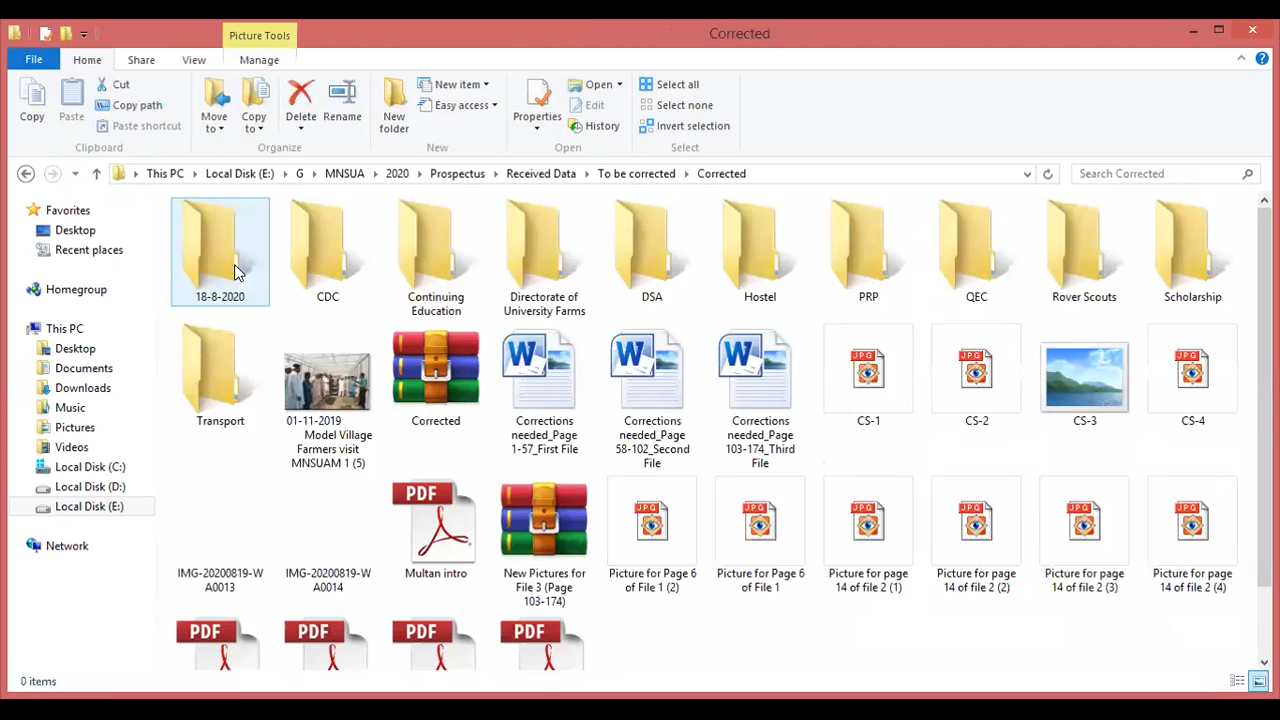 Picture Tools
Corrected
File
Home
Share
View
Manage
Copy
Paste
Cut
Copy path
Paste shortcut
Clipboard
Move to
Copy to
Delete
Rename
Organize
New folder
New item
Easy access
New
Properties
Open
Edit
History
Open
Select all
Select none
Invert selection
Select
This PC
Local Disk (E:)
G
MNSUA
2020
Prospectus
Received Data
To be corrected
Corrected
Search Corrected
Favorites
Desktop
Recent places
Homegroup
This PC
Desktop
Documents
Downloads
Music
Pictures
Videos
Local Disk (C:)
Local Disk (D:)
Local Disk (E:)
Network
18-8-2020
CDC
Continuing
Education
Directorate of
University Farms
DSA
Hostel
PRP
QEC
Rover Scouts
Scholarship
Transport
01-11-2019
Model Village
Farmers visit
MNSUAM 1 (5)
Corrected
Corrections
needed_Page
1-57_First File
Corrections
needed_Page
58-102_Second
File
Corrections
needed_Page
103-174_Third
File
JPG
CS-1
JPG
CS-2
CS-3
JPG
CS-4
IMG-20200819-W
A0013
IMG-20200819-W
A0014
PDF
Multan intro
New Pictures for
File 3 (Page
103-174)
JPG
Picture for Page 6
of File 1 (2)
JPG
Picture for Page 6
of File 1
JPG
Picture for page
14 of file 2 (1)
JPG
Picture for page
14 of file 2 (2)
JPG
Picture for page
14 of file 2 (3)
JPG
Picture for page
14 of file 2 (4)
PDF
PDF
PDF
PDF
0 items